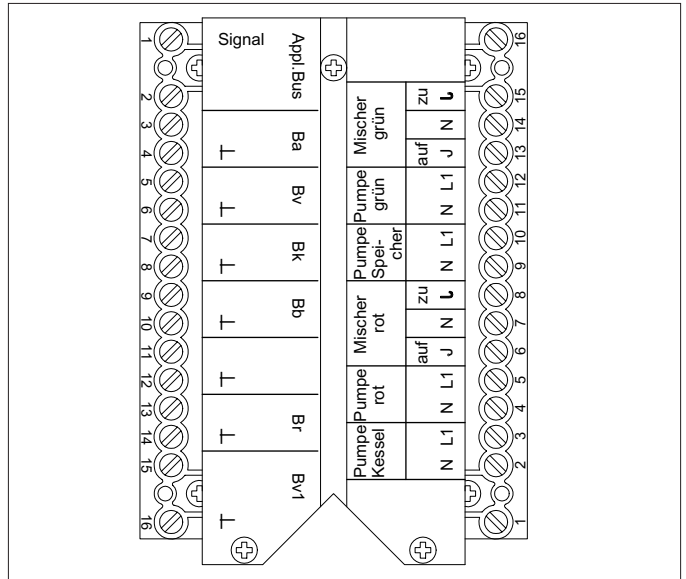 1
2
3
4
5
6
7
8
9
10
11
12
13
14
15
16
Signal
Appl.Bus
Ba
Bv
Bk
Bb
Br
Bv1
Mischer
grün
zu
N
auf
Pumpe
grün
L1
N
Pumpe
Spei-
cher
L1
N
Mischer
rot
zu
N
auf
Pumpe
rot
L1
N
Pumpe
Kessel
L1
N
16
15
14
13
12
11
10
9
8
7
6
5
4
3
2
1